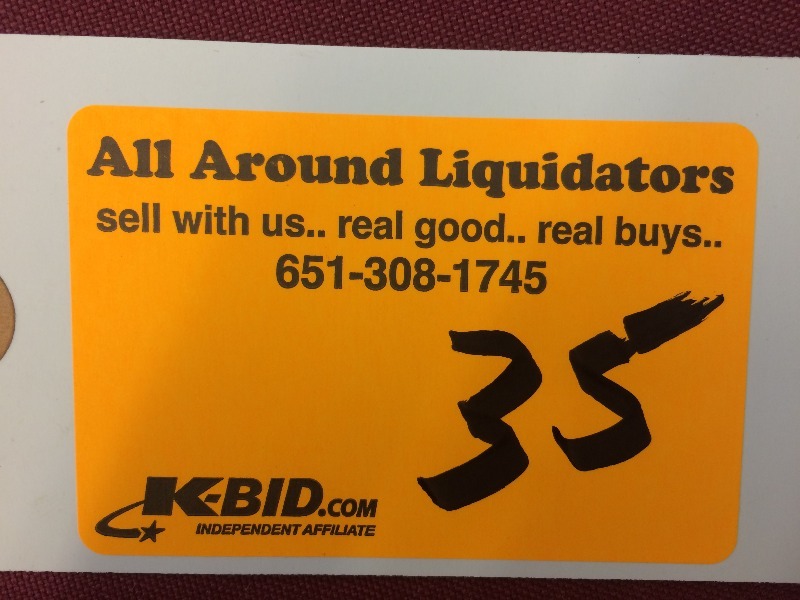 All Around Liquidators
sell with us.. real good.. real buys..
651-308-1745
35
K-BID.COM
INDEPENDENT AFFILIATE